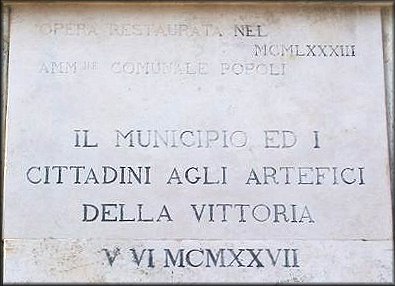 OPERA RESTAURATA NEL
MCMLXXXIII
AMM.NE COMUNALE POPOLI
IL MUNICIPIO ED I
CITTADINI AGLI ARTEFICI
DELLA VITTORIA
V VI MCMXXVII